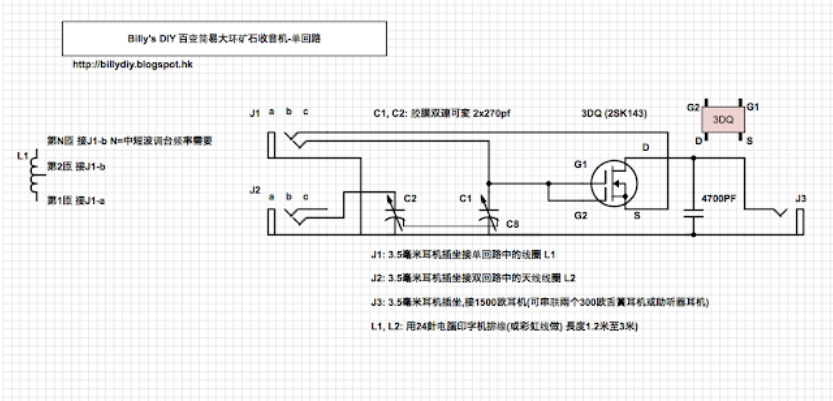 Billy's DIY 百变简易大环矿石收音机-单回路
http://billydiy.blogspot.hk
J1 a b c
C1, C2: 胶膜双連可変 2x270pf
3DQ (2SK143)
G2 G1
3DQ
D S
第N匝 接J1-b N=中短波调台频率需要
L1
第2匝 接J1-b
第1匝 接J1-a
D
G1
J2 a b c
C2
C1
C8
G2
S
4700PF
J3
J1: 3.5毫米耳机插坐接单回路中的线圈 L1
J2: 3.5毫米耳机插坐接双回路中的天线线圈 L2
J3: 3.5毫米耳机插坐,接1500欧耳机(可串联兩个300欧舌簧耳机或助听器耳机)
L1, L2: 用24針电腦印字机排線(或彩虹线做) 長度1.2米至3米)